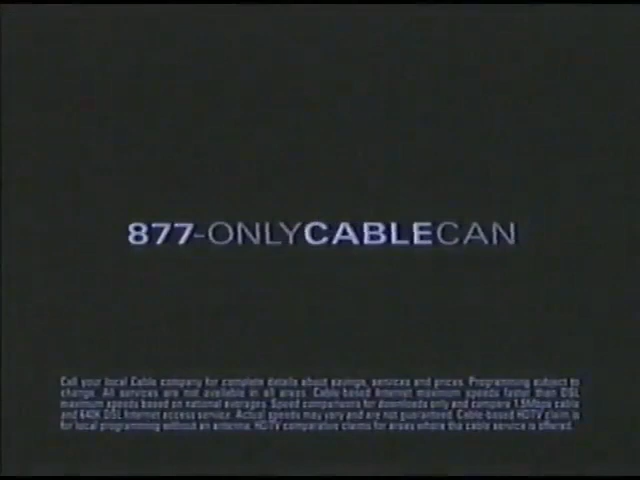 877-ONLYCABLECAN
Call your local Cable company for complete details about savings, services and prices. Programming subject to
change. All services are not available in all areas. Cable based Internet maximum speeds faster than DSL
maximum speeds based on national averages. Speed comparisons for downloads only and compare 1.5Mbps cable
and 640K DSL Internet access service. Actual speeds may vary and are not guaranteed. Cable-based HDTV claim is
for local programming without an antenna. HDTV comparative claims for areas where the cable service is offered.